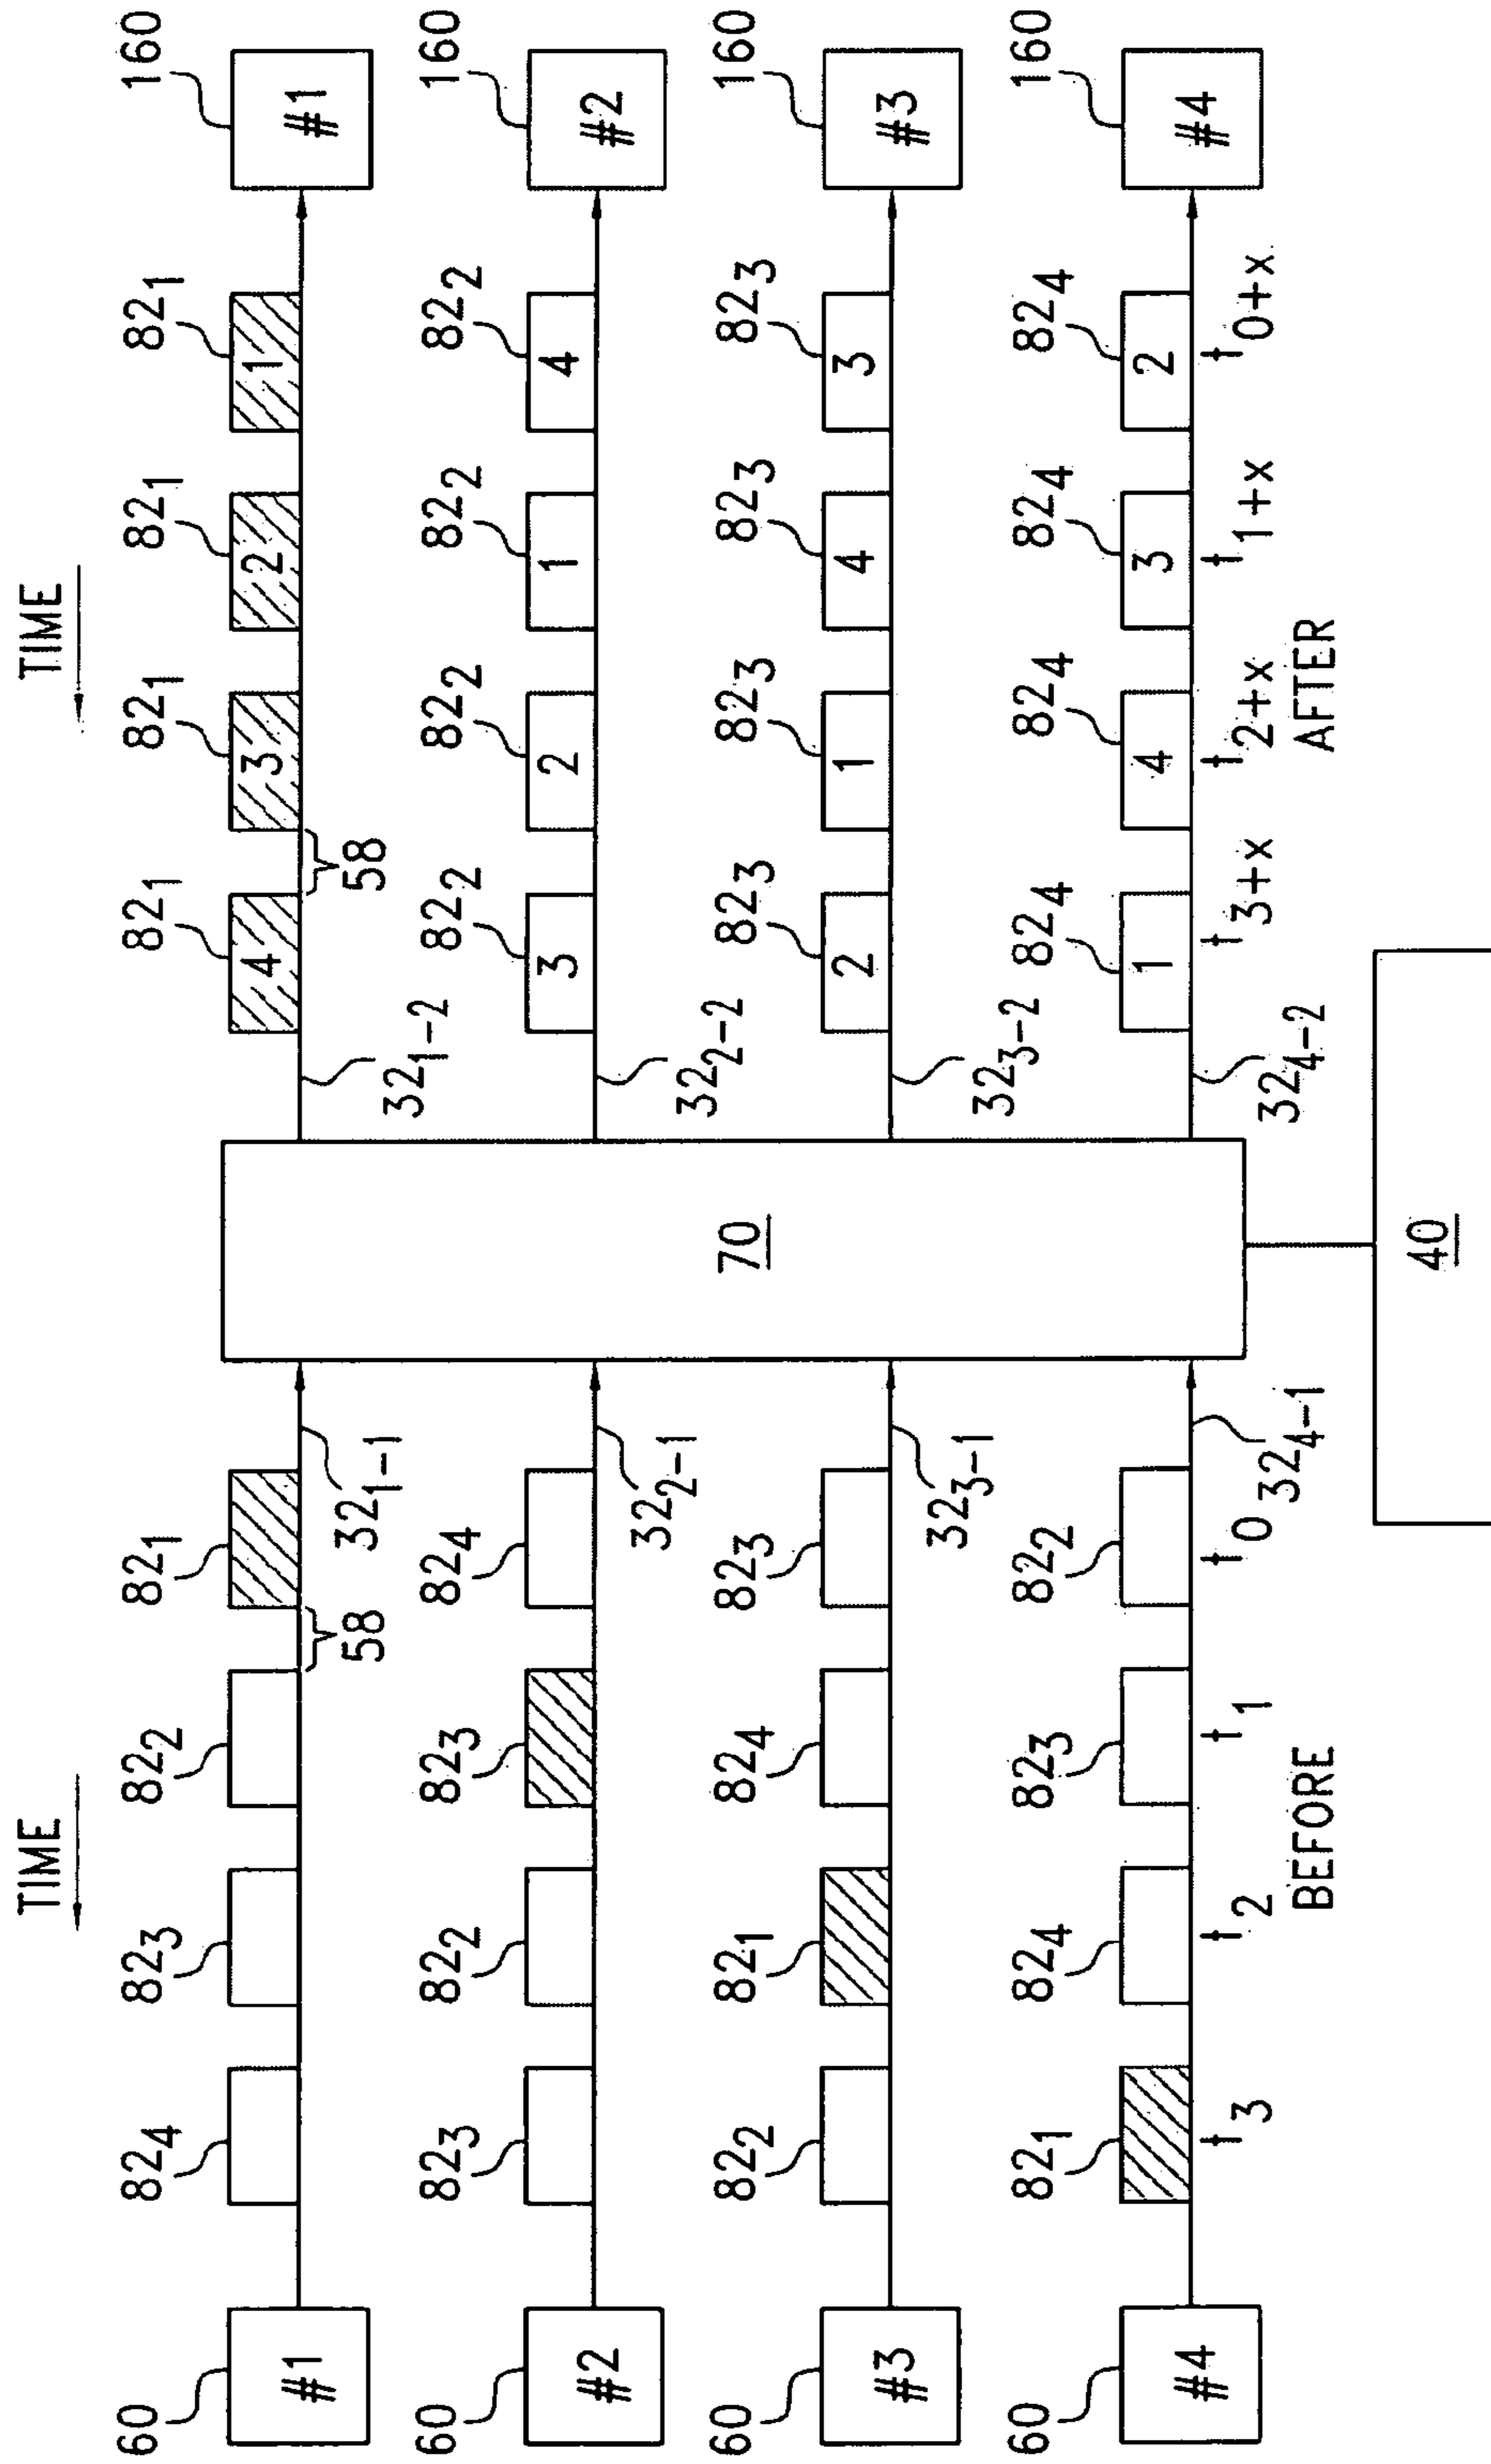 TIME TIME
60 82₄ 82₃ 82₂ 82₁ 82₁ 82₁ 82₁ 82₁ 160
#1 4 3 2 1 #1
58 32₁₋₁ 32₁₋₂ 58
60 82₃ 82₂ 82₃ 82₄ 82₂ 82₂ 82₂ 82₂ 160
#2 3 2 1 4 #2
32₂₋₁ 32₂₋₂
60 82₂ 82₁ 82₄ 82₃ 70 82₃ 82₃ 82₃ 82₃ 160
#3 2 1 4 3 #3
32₃₋₁ 32₃₋₂
60 82₁ 82₄ 82₃ 82₂ 82₄ 82₄ 82₄ 82₄ 160
#4 1 4 3 2 #4
t₃ t₂ t₁ t₀ 32₄₋₁ 32₄₋₂ t₃₊ₓ t₂₊ₓ t₁₊ₓ t₀₊ₓ
BEFORE AFTER
40